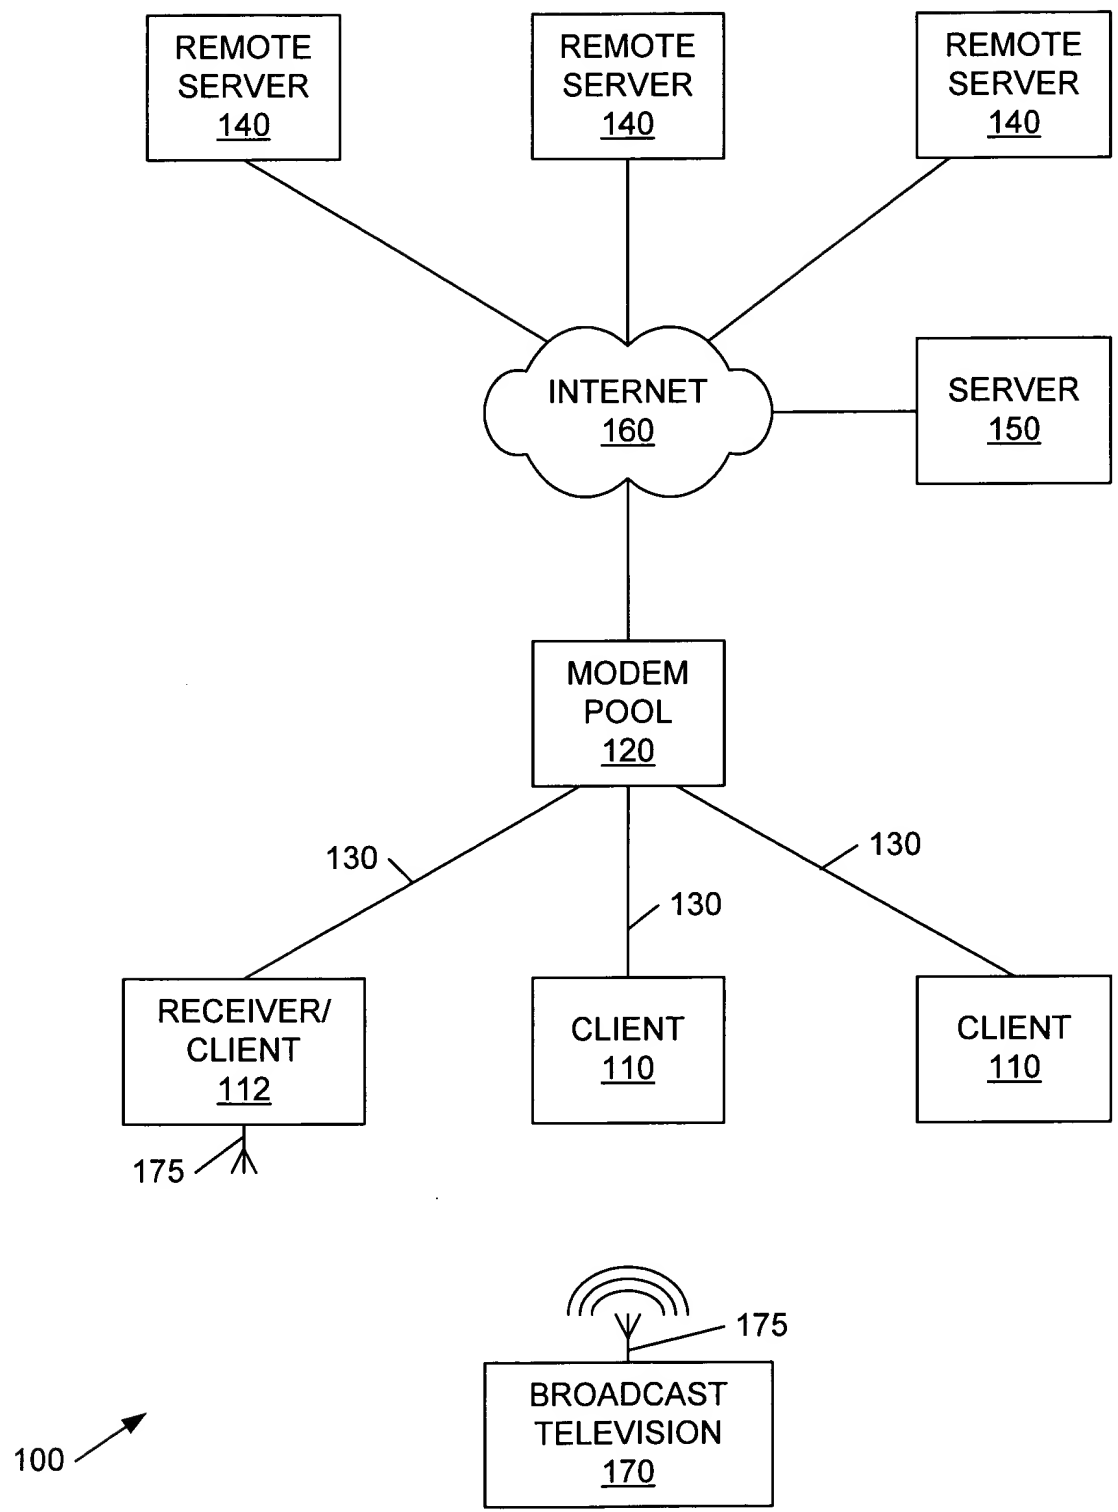 REMOTE
SERVER
140
REMOTE
SERVER
140
REMOTE
SERVER
140
INTERNET
160
SERVER
150
MODEM
POOL
120
130
130
130
RECEIVER/
CLIENT
112
CLIENT
110
CLIENT
110
175
175
BROADCAST
TELEVISION
170
100